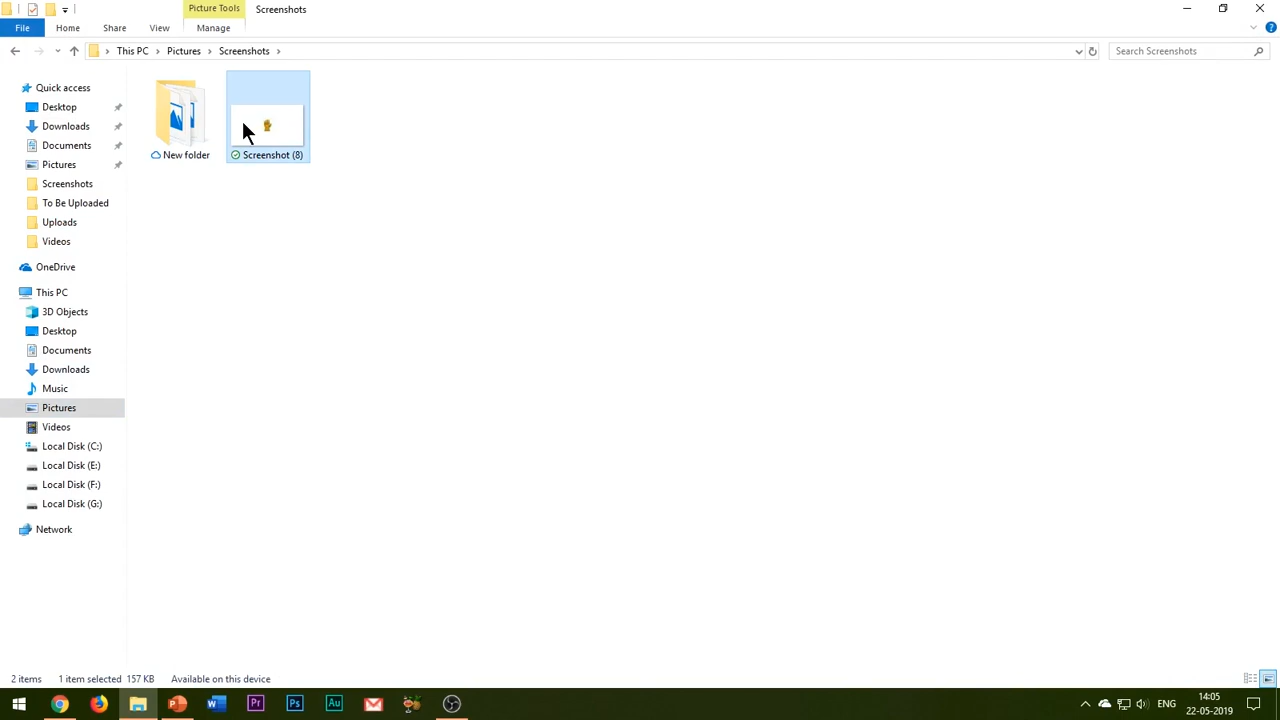 Picture Tools
Screenshots
File
Home
Share
View
Manage
This PC
Pictures
Screenshots
Search Screenshots
Quick access
Desktop
Downloads
Documents
Pictures
Screenshots
To Be Uploaded
Uploads
Videos
OneDrive
This PC
3D Objects
Desktop
Documents
Downloads
Music
Pictures
Videos
Local Disk (C:)
Local Disk (E:)
Local Disk (F:)
Local Disk (G:)
Network
New folder
Screenshot (8)
2 items
1 item selected 157 KB
Available on this device
Pr
Ps
Au
ENG
14:05
22-05-2019